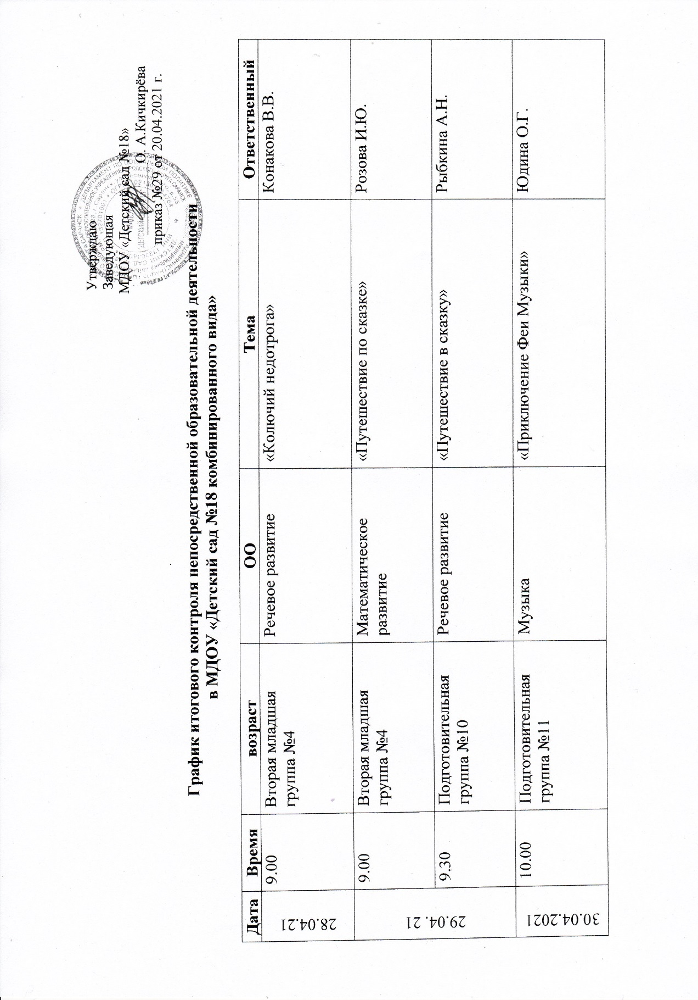 Утверждаю
Заведующая
МДОУ «Детский сад №18»
О. А.Кичкирёва
приказ №29 от 20.04.2021 г.
График итогового контроля непосредственной образовательной деятельности
в МДОУ «Детский сад №18 комбинированного вида»
Дата Время возраст ОО Тема Ответственный
28.04.21 9.00 Вторая младшая Речевое развитие «Колючий недотрога» Конакова В.В.
группа №4
29.04. 21 9.00 Вторая младшая Математическое «Путешествие по сказке» Розова И.Ю.
группа №4 развитие
9.30 Подготовительная Речевое развитие «Путешествие в сказку» Рыбкина А.Н.
группа №10
30.04.2021 10.00 Подготовительная Музыка «Приключение Феи Музыки» Юдина О.Г.
группа №11